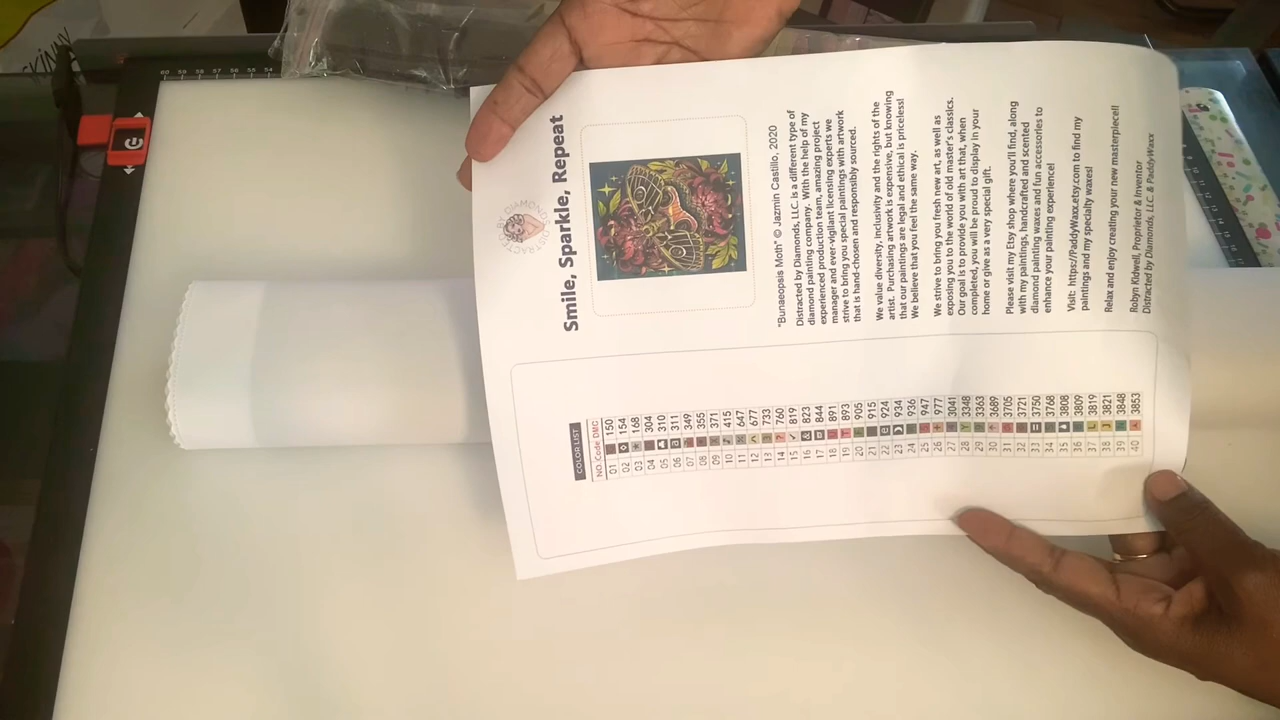 Smile, Sparkle, Repeat
"Bunaeopsis Moth" © Jazmin Casillo, 2020
Distracted by Diamonds, LLC. is a different type of
diamond painting company. With the help of my
experienced production team, amazing project
manager and ever-vigilant licensing experts we
strive to bring you special paintings with artwork
that is hand-chosen and responsibly sourced.
We value diversity, inclusivity and the rights of the
artist. Purchasing artwork is expensive, but knowing
that our paintings are legal and ethical is priceless!
We believe that you feel the same way.
We strive to bring you fresh new art, as well as
exposing you to the world of old master's classics.
Our goal is to provide you with art that, when
completed, you will be proud to display in your
home or give as a very special gift.
Please visit my Etsy shop where you'll find, along
with my paintings, handcrafted and scented
diamond painting waxes and fun accessories to
enhance your painting experience!
Visit: https://PaddyWaxx.etsy.com to find my
paintings and my specialty waxes!
Relax and enjoy creating your new masterpiece!!
Robyn Kidwell, Proprietor & Inventor
Distracted by Diamonds, LLC. & PaddyWaxx
COLOR LIST
NO. Code DMC
01 150
02 154
03 168
04 304
05 310
06 a 311
07 349
08 355
09 371
10 415
11 647
12 677
13 733
14 ? 760
15 819
16 & 823
17 844
18 891
19 893
20 905
21 915
22 e 924
23 934
24 936
25 947
26 977
27 3041
28 Y 3348
29 3363
30 3689
31 3705
32 3721
33 = 3750
34 3768
35 3808
36 3809
37 L 3819
38 J 3821
39 3848
40 3853
60 59 58 57 56 55 54
SKINNY